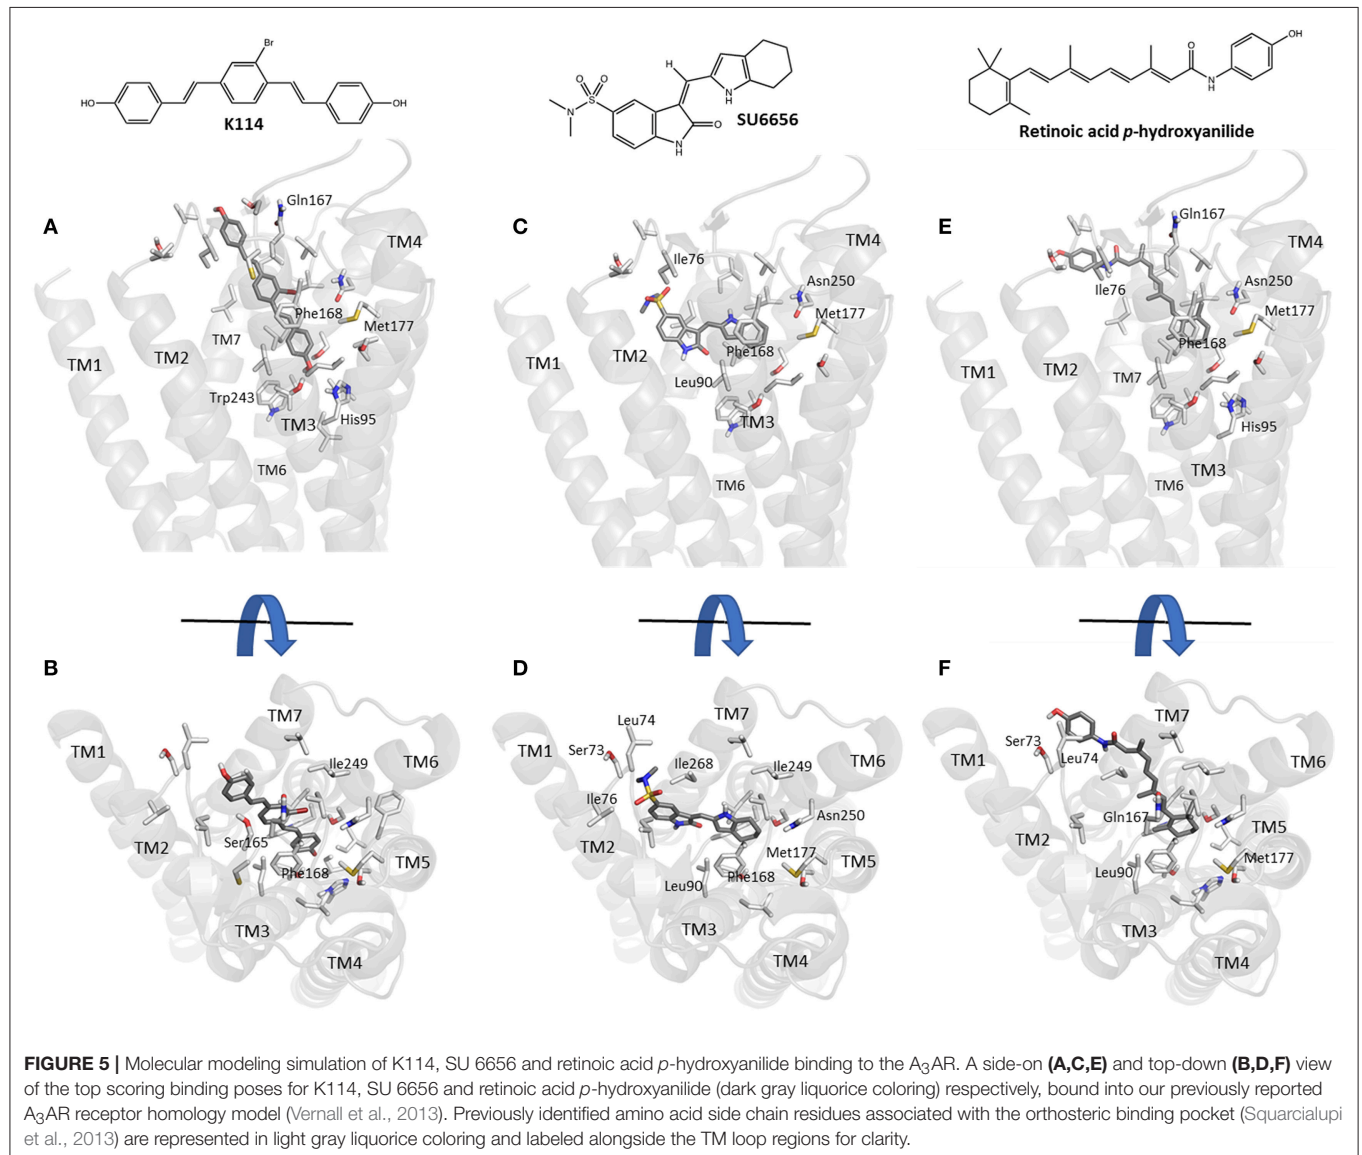 Br
HO
OH
K114
H
O O
S
N
N
H
O
N
H
SU6656
O
N
H
OH
Retinoic acid p-hydroxyanilide
A
Gln167
TM4
Phe168
Met177
TM7
TM1
TM2
Trwp243
TM3
His95
TM6
C
Ile76
TM4
Asn250
Met177
Phe168
TM1
TM2
Leu90
TM3
TM6
E
Gln167
TM4
Ile76
Asn250
Met177
Phe168
TM1
TM2
TM7
His95
TM3
TM6
B
TM7
TM1
Ile249
TM6
Ser165
TM2
Phe168
TM5
TM3
TM4
D
Leu74
TM7
Ser73
TM1
Ile268
Ile249
TM6
Ile76
Asn250
TM2
Met177
TM5
Leu90
Phe168
TM3
TM4
F
TM7
Ser73
TM1
Leu74
TM6
Gln167
TM5
TM2
Met177
Leu90
TM3
TM4
FIGURE 5 | Molecular modeling simulation of K114, SU 6656 and retinoic acid p-hydroxyanilide binding to the A3AR. A side-on (A,C,E) and top-down (B,D,F) view
of the top scoring binding poses for K114, SU 6656 and retinoic acid p-hydroxyanilide (dark gray liquorice coloring) respectively, bound into our previously reported
A3AR receptor homology model (Vernall et al., 2013). Previously identified amino acid side chain residues associated with the orthosteric binding pocket (Squarcialupi
et al., 2013) are represented in light gray liquorice coloring and labeled alongside the TM loop regions for clarity.